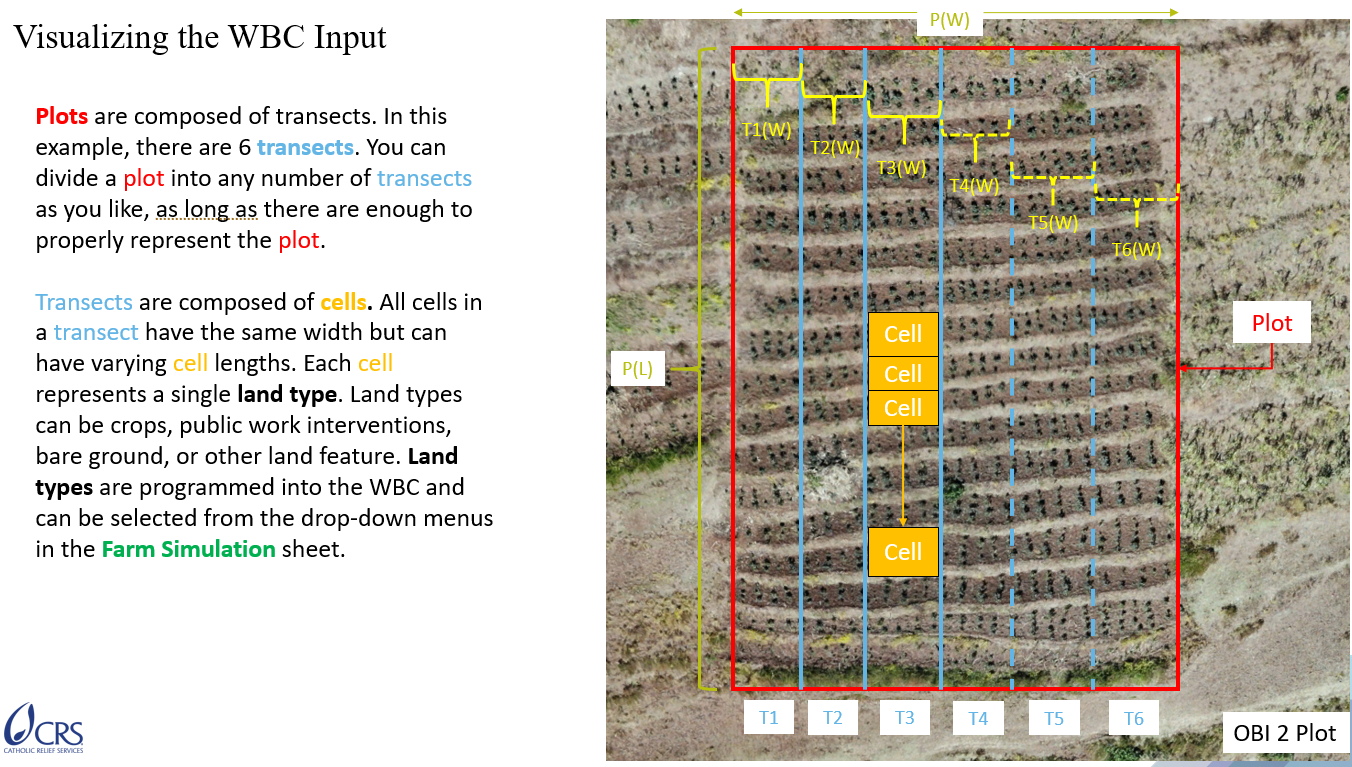 Visualizing the WBC Input
Plots are composed of transects. In this
example, there are 6 transects. You can
divide a plot into any number of transects
as you like, as long as there are enough to
properly represent the plot.
Transects are composed of cells. All cells in
a transect have the same width but can
have varying cell lengths. Each cell
represents a single land type. Land types
can be crops, public work interventions,
bare ground, or other land feature. Land
types are programmed into the WBC and
can be selected from the drop-down menus
in the Farm Simulation sheet.
CRS
CATHOLIC RELIEF SERVICES
P(W)
T1(W)
T2(W)
T3(W)
T4(W)
T5(W)
T6(W)
P(L)
Cell
Cell
Cell
Cell
Plot
T1 T2 T3 T4 T5 T6
OBI 2 Plot